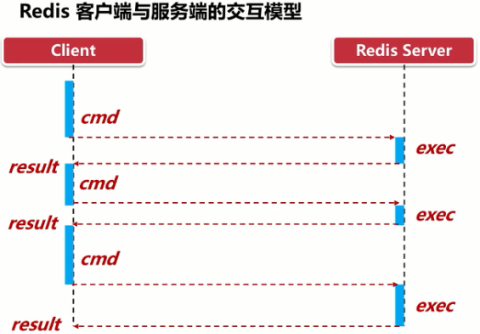 Redis 客户端与服务端的交互模型
Client
Redis Server
cmd
exec
result
cmd
exec
result
cmd
exec
result